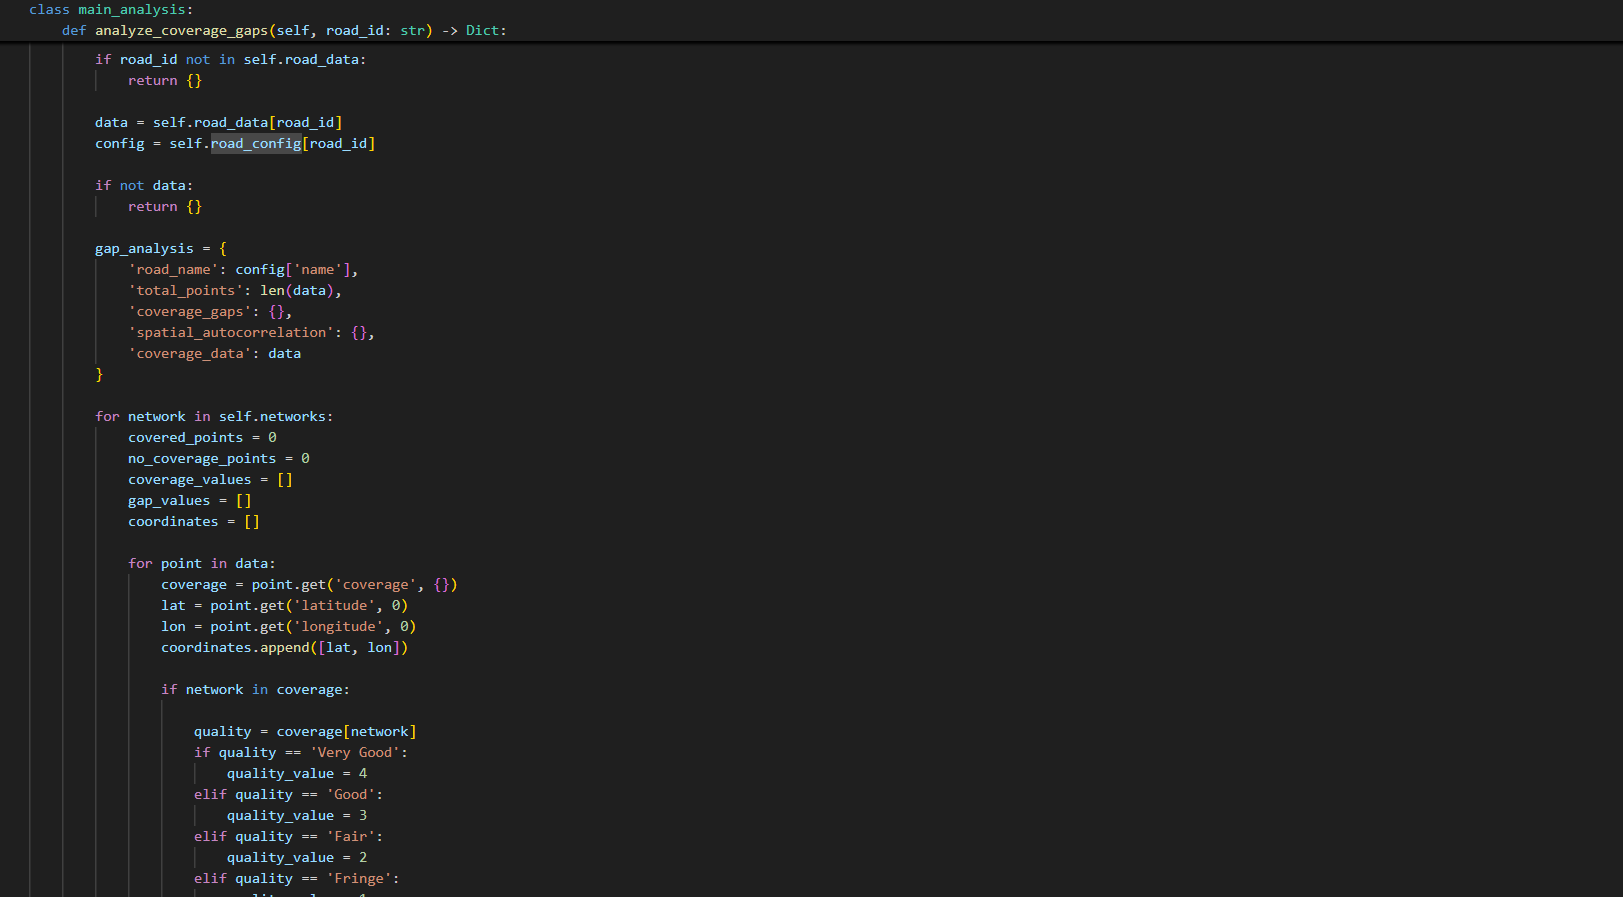 class main_analysis:
def analyze_coverage_gaps(self, road_id: str) -> Dict:
if road_id not in self.road_data:
return {}
data = self.road_data[road_id]
config = self.road_config[road_id]
if not data:
return {}
gap_analysis = {
'road_name': config['name'],
'total_points': len(data),
'coverage_gaps': {},
'spatial_autocorrelation': {},
'coverage_data': data
}
for network in self.networks:
covered_points = 0
no_coverage_points = 0
coverage_values = []
gap_values = []
coordinates = []
for point in data:
coverage = point.get('coverage', {})
lat = point.get('latitude', 0)
lon = point.get('longitude', 0)
coordinates.append([lat, lon])
if network in coverage:
quality = coverage[network]
if quality == 'Very Good':
quality_value = 4
elif quality == 'Good':
quality_value = 3
elif quality == 'Fair':
quality_value = 2
elif quality == 'Fringe':